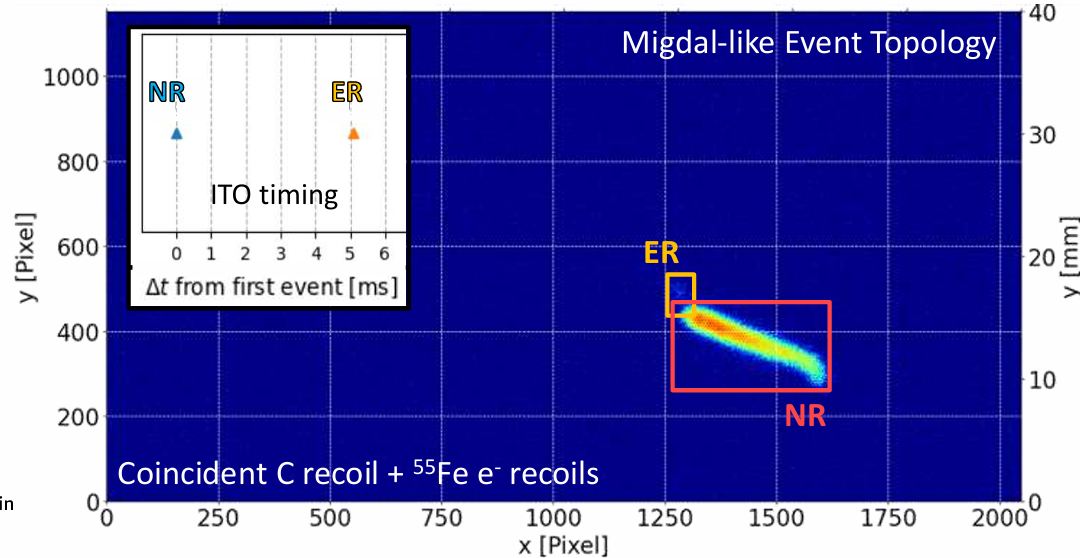 Migdal-like Event Topology
NR
ER
ITO timing
0 1 2 3 4 5 6
Δt from first event [ms]
ER
NR
Coincident C recoil + ⁵⁵Fe e⁻ recoils
y [Pixel]
1000
800
600
400
200
0
40
30
20
10
0
y [mm]
0 250 500 750 1000 1250 1500 1750 2000
x [Pixel]
in